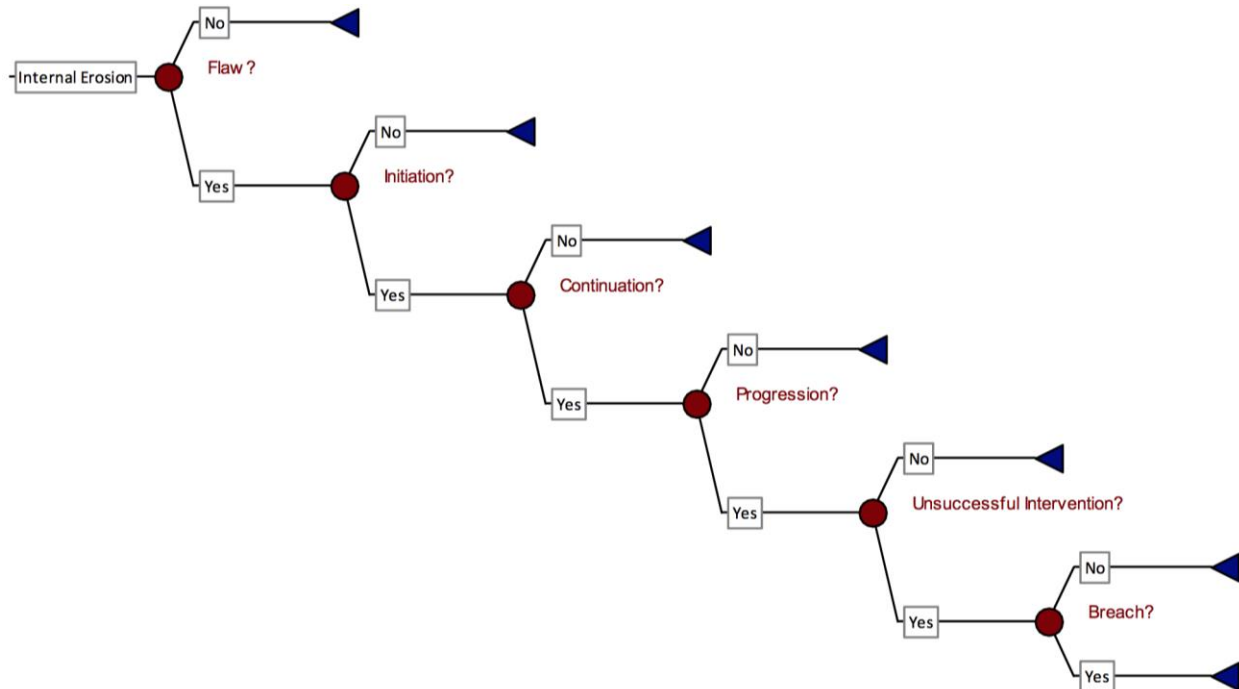 No
Internal Erosion
Flaw ?
No
Yes
Initiation?
No
Yes
Continuation?
No
Yes
Progression?
No
Yes
Unsuccessful Intervention?
No
Yes
Breach?
Yes